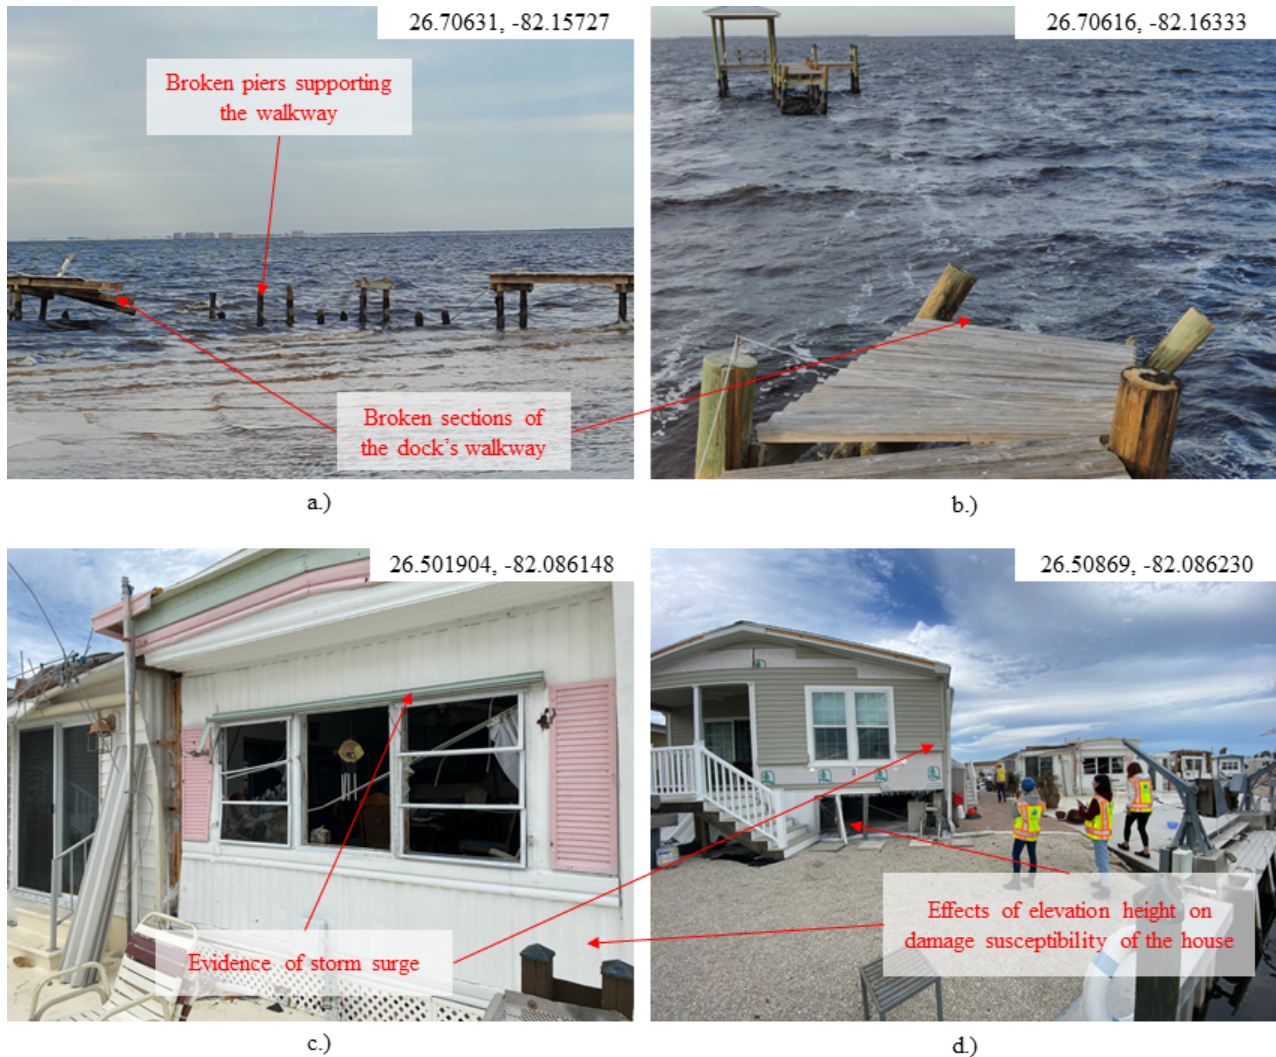 26.70631, -82.15727
26.70616, -82.16333
Broken piers supporting
the walkway
Broken sections of
the dock's walkway
a.)
b.)
26.501904, -82.086148
26.50869, -82.086230
Evidence of storm surge
Effects of elevation height on
damage susceptibility of the house
c.)
d.)